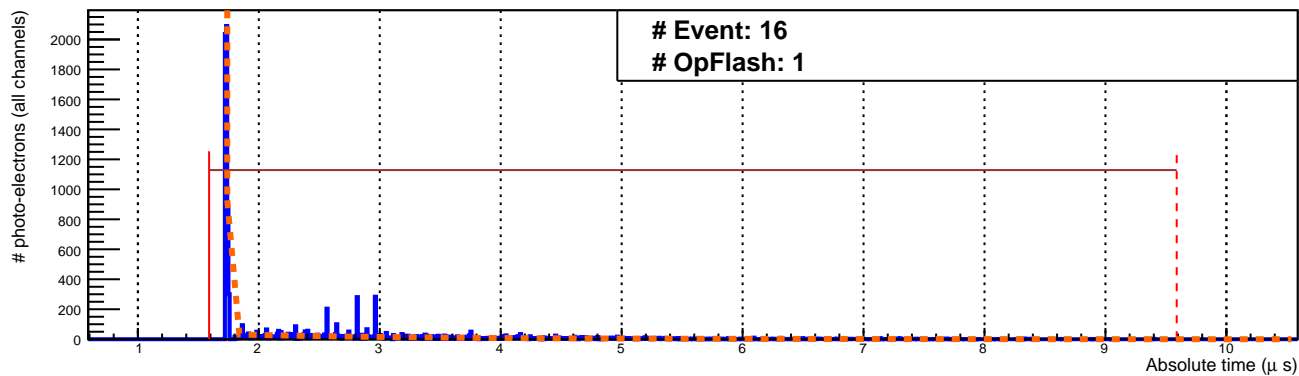 # Event: 16
# OpFlash: 1
# photo-electrons (all channels)
2000
1800
1600
1400
1200
1000
800
600
400
200
0
1 2 3 4 5 6 7 8 9 10
Absolute time (μ s)